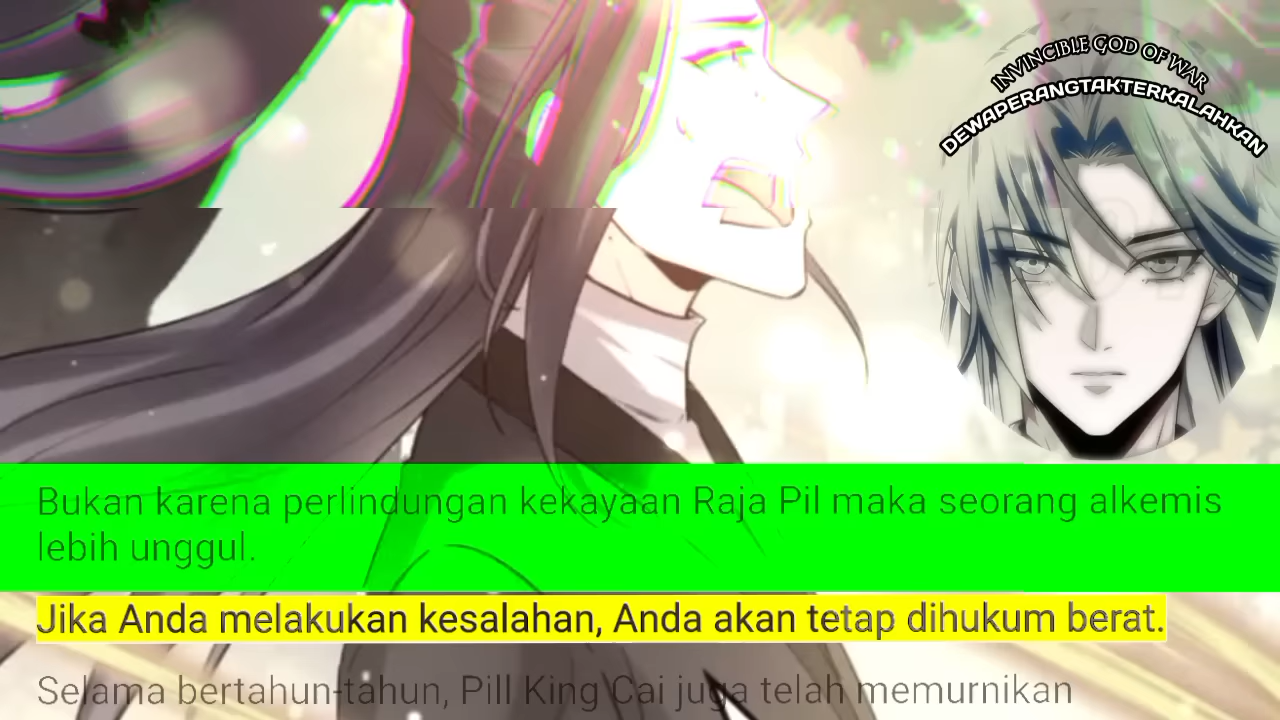 INVINCIBLE GOD OF WAR
DEWAPERANGTAKTERKALAHKAN
Bukan karena perlindungan kekayaan Raja Pil maka seorang alkemis
lebih unggul.
Jika Anda melakukan kesalahan, Anda akan tetap dihukum berat.
Selama bertahun-tahun, Pill King Cai juga telah memurnikan